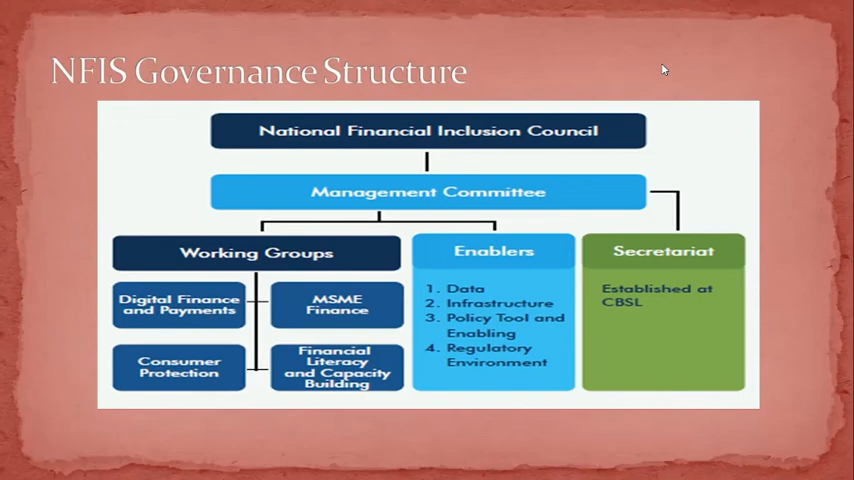 NFIS Governance Structure
National Financial Inclusion Council
Management Committee
Working Groups
Digital Finance
and Payments
MSME
Finance
Consumer
Protection
Financial
Literacy
and Capacity
Building
Enablers
1. Data
2. Infrastructure
3. Policy Tool and
Enabling
4. Regulatory
Environment
Secretariat
Established at
CBSL